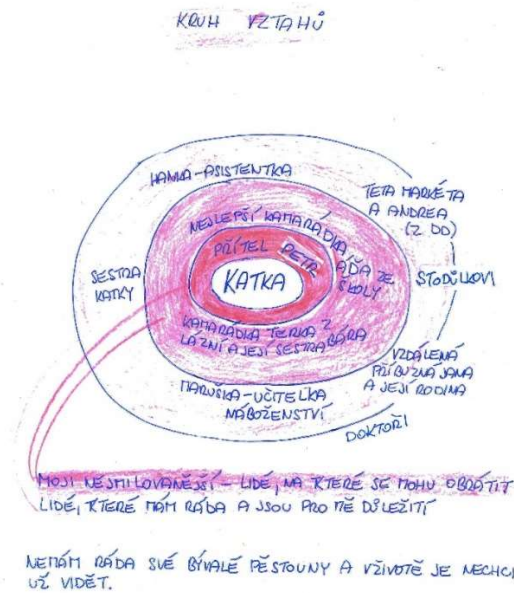 KRUH VZTAHŮ
HANKA-ASISTENTKA
TETA MARKÉTA
A ANDREA
(Z DD)
NEJLEPŠÍ KAMARÁDKA
ÁĎA ZE
ŠKOLY
PŘÍTEL PETR
SESTRA
KATKY
KATKA
STODŮLKOVI
KAMARÁDKA TERKA Z
LÁZNÍ A JEJÍ SESTRA BÁRA
VZDÁLENÁ
PŘÍBUZNÁ JANA
A JEJÍ RODINA
MARUŠKA-UČITELKA
NÁBOŽENSTVÍ
DOKTOŘI
MOJI NEJMILOVANĚJŠÍ – LIDÉ, NA KTERÉ SE MOHU OBRÁTIT
LIDÉ, KTERÉ MÁM RÁDA A JSOU PRO MĚ DŮLEŽITÍ
NEMÁM RÁDA SVÉ BÝVALÉ PĚSTOUNY A V ŽIVOTĚ JE NECHCI
UŽ VIDĚT.